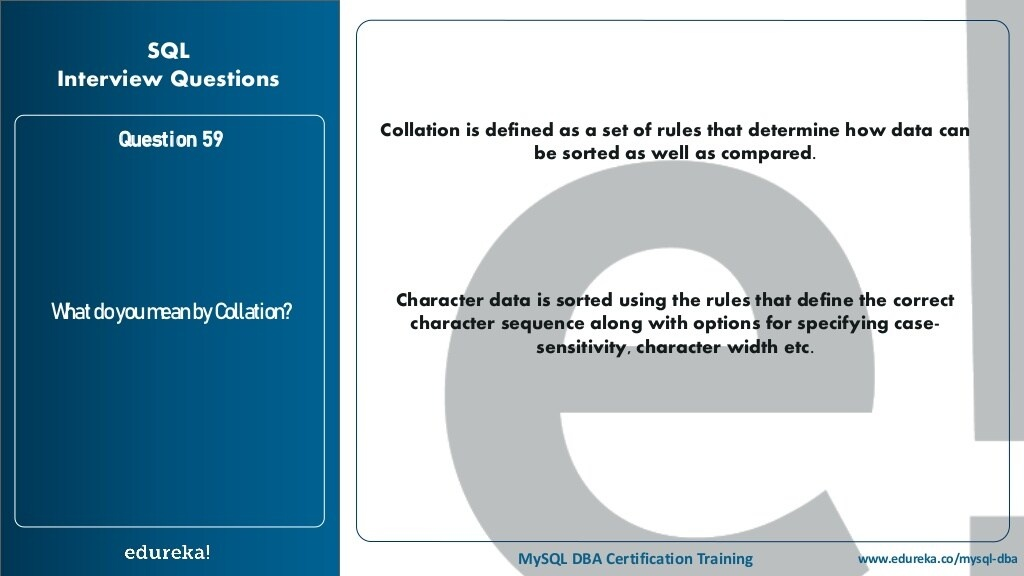 SQL
Interview Questions
Question 59
What do you mean by Collation?
edureka!
Collation is defined as a set of rules that determine how data can
be sorted as well as compared.
Character data is sorted using the rules that define the correct
character sequence along with options for specifying case-
sensitivity, character width etc.
MySQL DBA Certification Training
www.edureka.co/mysql-dba